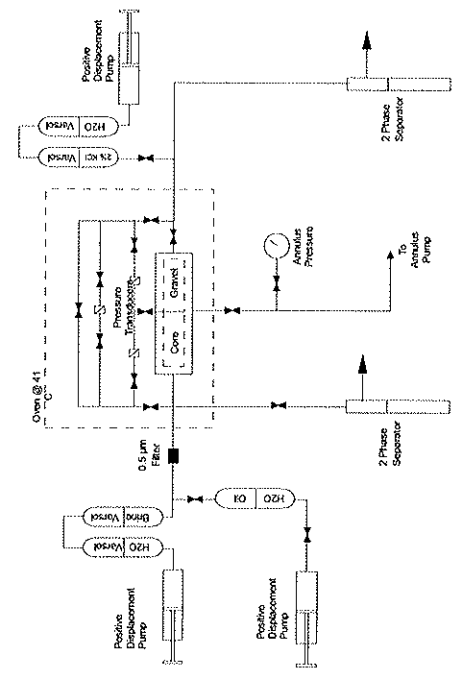 Positive
Displacement
Pump
Varsol H2O
Varsol 2% KCl
2 Phase
Separator
Oven @ 41
°C
Pressure
Transducers
Core
Gravel
Annulus
Pressure
To
Annulus
Pump
0.5 µm
Filter
2 Phase
Separator
Varsol Brine
Varsol H2O
Oil H2O
Positive
Displacement
Pump
Positive
Displacement
Pump